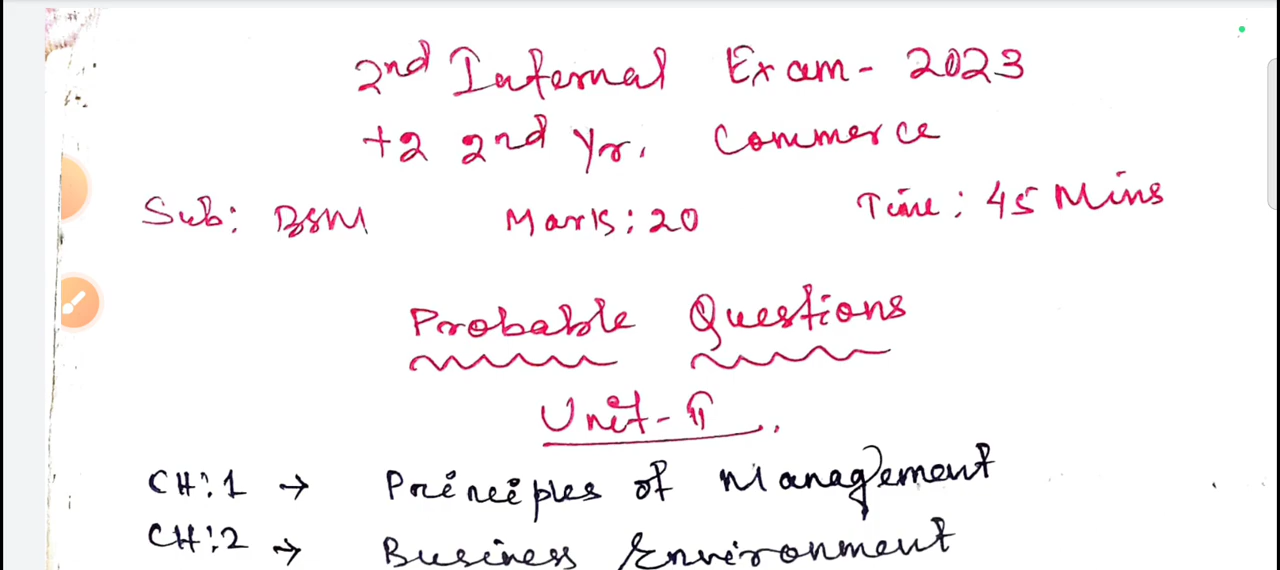 2nd Internal Exam - 2023
+2 2nd Yr. Commerce
Sub: BSM Marks: 20 Time: 45 Mins
Probable Questions
Unit-II
CH:1 → Principles of Management
CH:2 → Business Environment